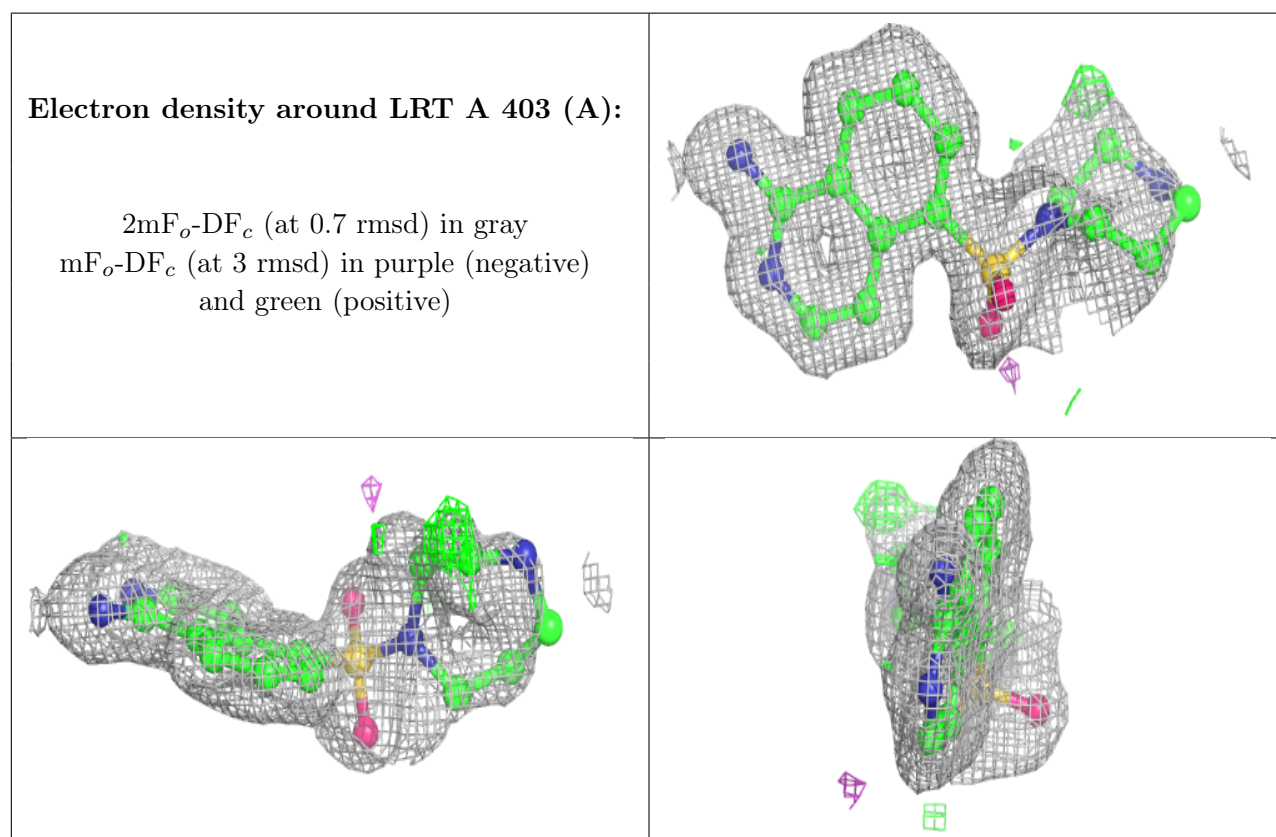 Electron density around LRT A 403 (A):
2mFₒ-DF𝒸 (at 0.7 rmsd) in gray
mFₒ-DF𝒸 (at 3 rmsd) in purple (negative)
and green (positive)